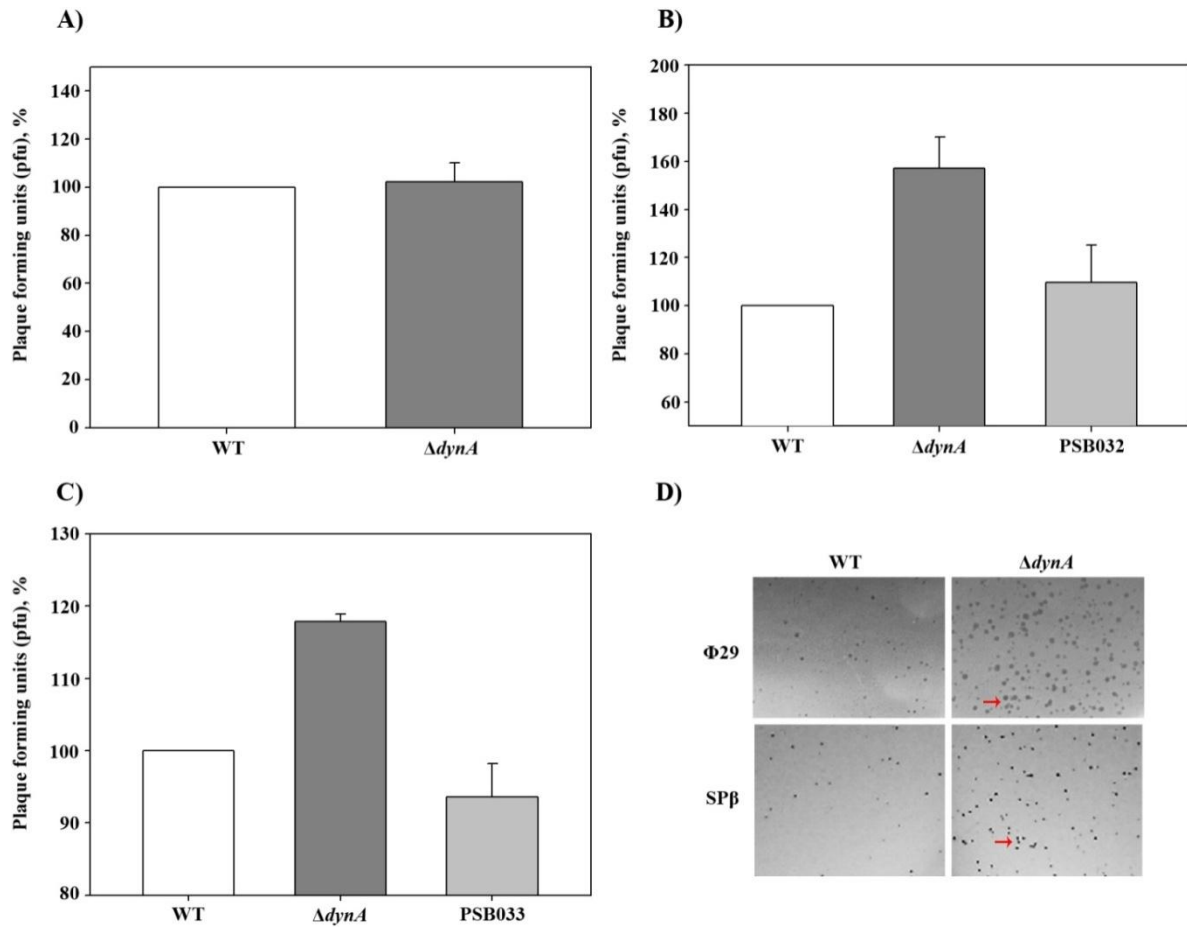 A)
Plaque forming units (pfu), %
140
120
100
80
60
40
20
0
WT
ΔdynA
B)
Plaque forming units (pfu), %
200
180
160
140
120
100
80
60
WT
ΔdynA
PSB032
C)
Plaque forming units (pfu), %
130
120
110
100
90
80
WT
ΔdynA
PSB033
D)
WT
ΔdynA
Φ29
SPβ